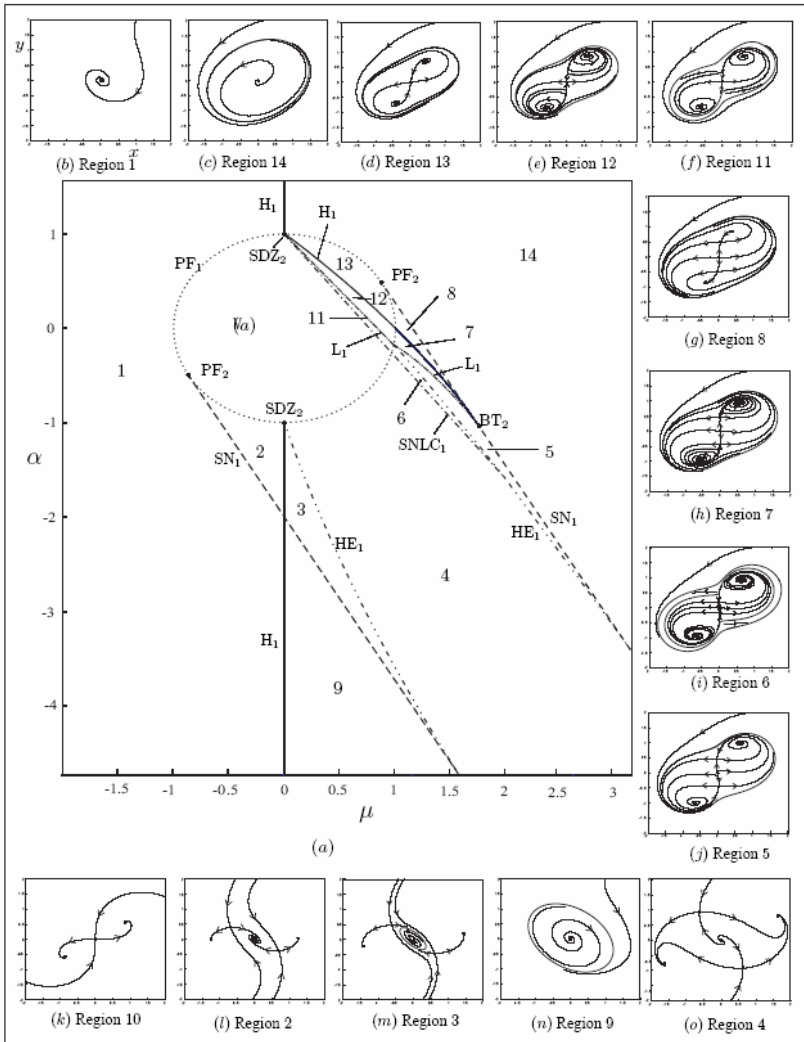 y
x
(b) Region 1
(c) Region 14
(d) Region 13
(e) Region 12
(f) Region 11
H1
H1
1
SDZ2
14
PF1
13
PF2
12
8
11
7
0
L1
L1
1
PF2
6
SDZ2
BT2
-1
SNLC1
α
SN1
2
5
-2
3
HE1
HE1
SN1
4
-3
H1
9
-4
-1.5
-1
-0.5
0
0.5
1
1.5
2
2.5
3
μ
(a)
(g) Region 8
(h) Region 7
(i) Region 6
(j) Region 5
(k) Region 10
(l) Region 2
(m) Region 3
(n) Region 9
(o) Region 4